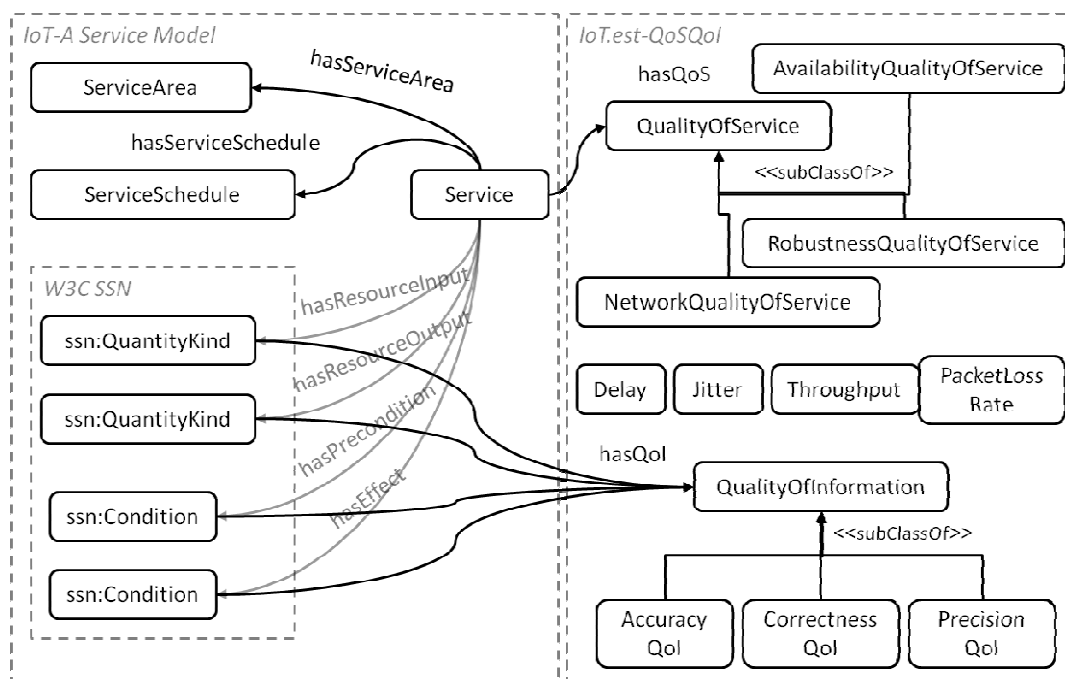 IoT-A Service Model
ServiceArea
hasServiceArea
hasServiceSchedule
ServiceSchedule
Service
W3C SSN
hasResourceInput
ssn:QuantityKind
hasResourceOutput
ssn:QuantityKind
hasPrecondition
hasEffect
ssn:Condition
ssn:Condition
IoT.est-QoSQoI
hasQoS
AvailabilityQualityOfService
QualityOfService
<<subClassOf>>
RobustnessQualityOfService
NetworkQualityOfService
Delay
Jitter
Throughput
PacketLoss
Rate
hasQoI
QualityOfInformation
<<subClassOf>>
Accuracy
QoI
Correctness
QoI
Precision
QoI